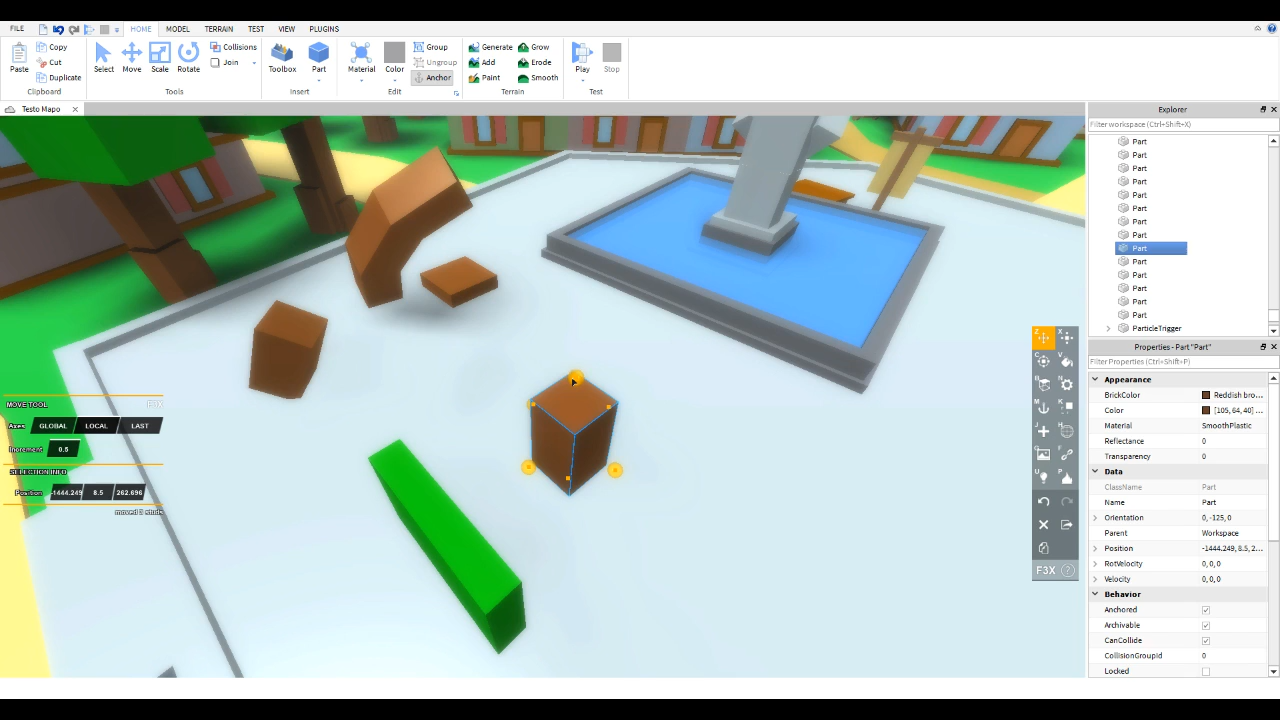 FILE HOME MODEL TERRAIN TEST VIEW PLUGINS
Paste Copy Cut Duplicate Clipboard
Select Move Scale Rotate Collisions Join Tools
Toolbox Part Insert
Material Color Group Ungroup Anchor Edit
Generate Grow Add Erode Paint Smooth Terrain
Play Stop Test
Testo Mapo
Explorer
Filter workspace (Ctrl+Shift+X)
Part
Part
Part
Part
Part
Part
Part
Part
Part
Part
Part
Part
Part
Part
ParticleTrigger
MOVE TOOL F3X
Axes GLOBAL LOCAL LAST
Increment 0.5
SELECTION INFO
Position -1444.249 8.5 262.696
Z X
C V
B N
M K
J H
G F
U P
F3X ?
Properties - Part "Part"
Filter Properties (Ctrl+Shift+P)
Appearance
BrickColor Reddish bro...
Color [105, 64, 40]
Material SmoothPlastic
Reflectance 0
Transparency 0
Data
ClassName Part
Name Part
Orientation 0, -125, 0
Parent Workspace
Position -1444.249, 8.5, 2...
RotVelocity 0, 0, 0
Velocity 0, 0, 0
Behavior
Anchored
Archivable
CanCollide
CollisionGroupId 0
Locked